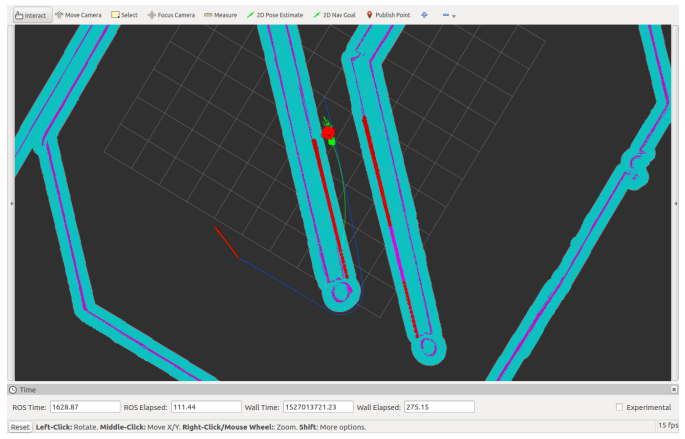 Interact Move Camera Select Focus Camera Measure 2D Pose Estimate 2D Nav Goal Publish Point
Time
ROS Time: 1628.87 ROS Elapsed: 111.44 Wall Time: 1527013721.23 Wall Elapsed: 275.15 Experimental
Reset Left-Click: Rotate. Middle-Click: Move X/Y. Right-Click/Mouse Wheel:: Zoom. Shift: More options. 15 fps